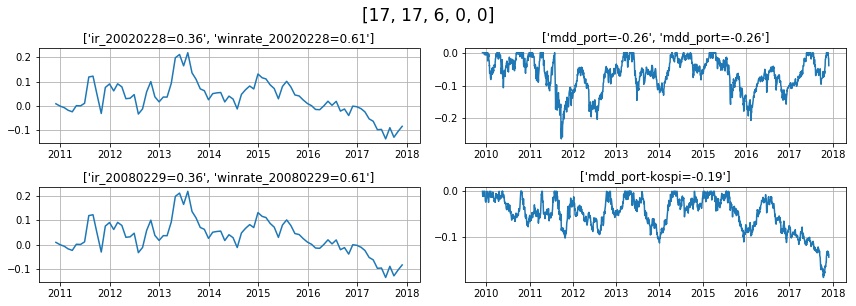 [17, 17, 6, 0, 0]
['ir_20020228=0.36', 'winrate_20020228=0.61']
0.2
0.1
0.0
−0.1
2011 2012 2013 2014 2015 2016 2017 2018
['mdd_port=-0.26', 'mdd_port=-0.26']
0.0
−0.1
−0.2
2010 2011 2012 2013 2014 2015 2016 2017 2018
['ir_20080229=0.36', 'winrate_20080229=0.61']
0.2
0.1
0.0
−0.1
2011 2012 2013 2014 2015 2016 2017 2018
['mdd_port-kospi=-0.19']
0.0
−0.1
2010 2011 2012 2013 2014 2015 2016 2017 2018